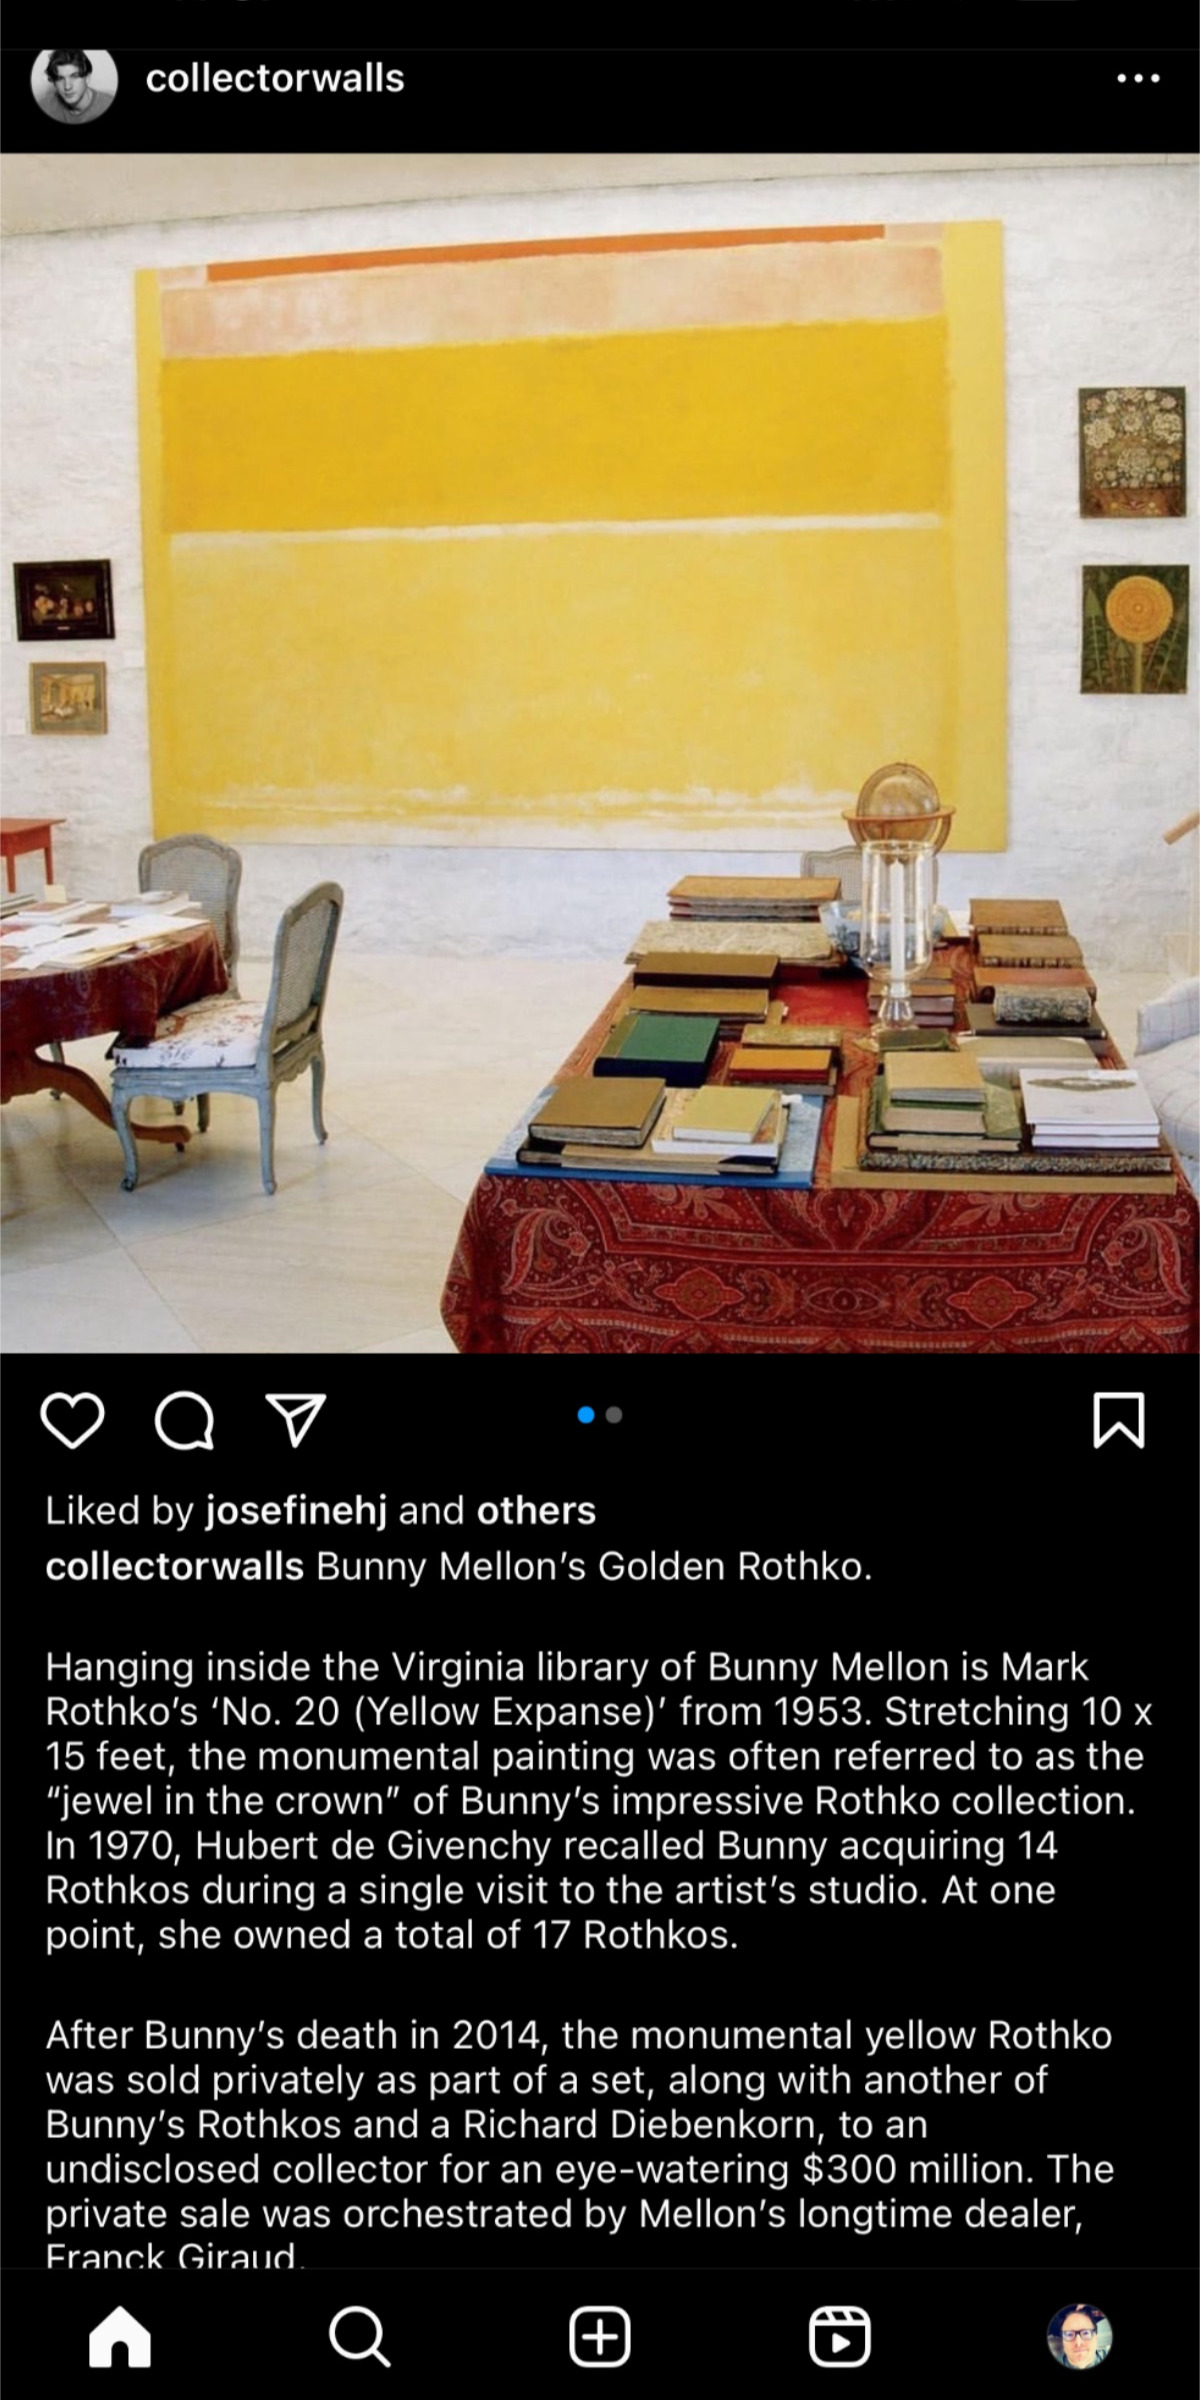 collectorwalls
Liked by josefinehj and others
collectorwalls Bunny Mellon’s Golden Rothko.
Hanging inside the Virginia library of Bunny Mellon is Mark
Rothko’s ‘No. 20 (Yellow Expanse)’ from 1953. Stretching 10 x
15 feet, the monumental painting was often referred to as the
“jewel in the crown” of Bunny’s impressive Rothko collection.
In 1970, Hubert de Givenchy recalled Bunny acquiring 14
Rothkos during a single visit to the artist’s studio. At one
point, she owned a total of 17 Rothkos.
After Bunny’s death in 2014, the monumental yellow Rothko
was sold privately as part of a set, along with another of
Bunny’s Rothkos and a Richard Diebenkorn, to an
undisclosed collector for an eye-watering $300 million. The
private sale was orchestrated by Mellon’s longtime dealer,
Franck Giraud.